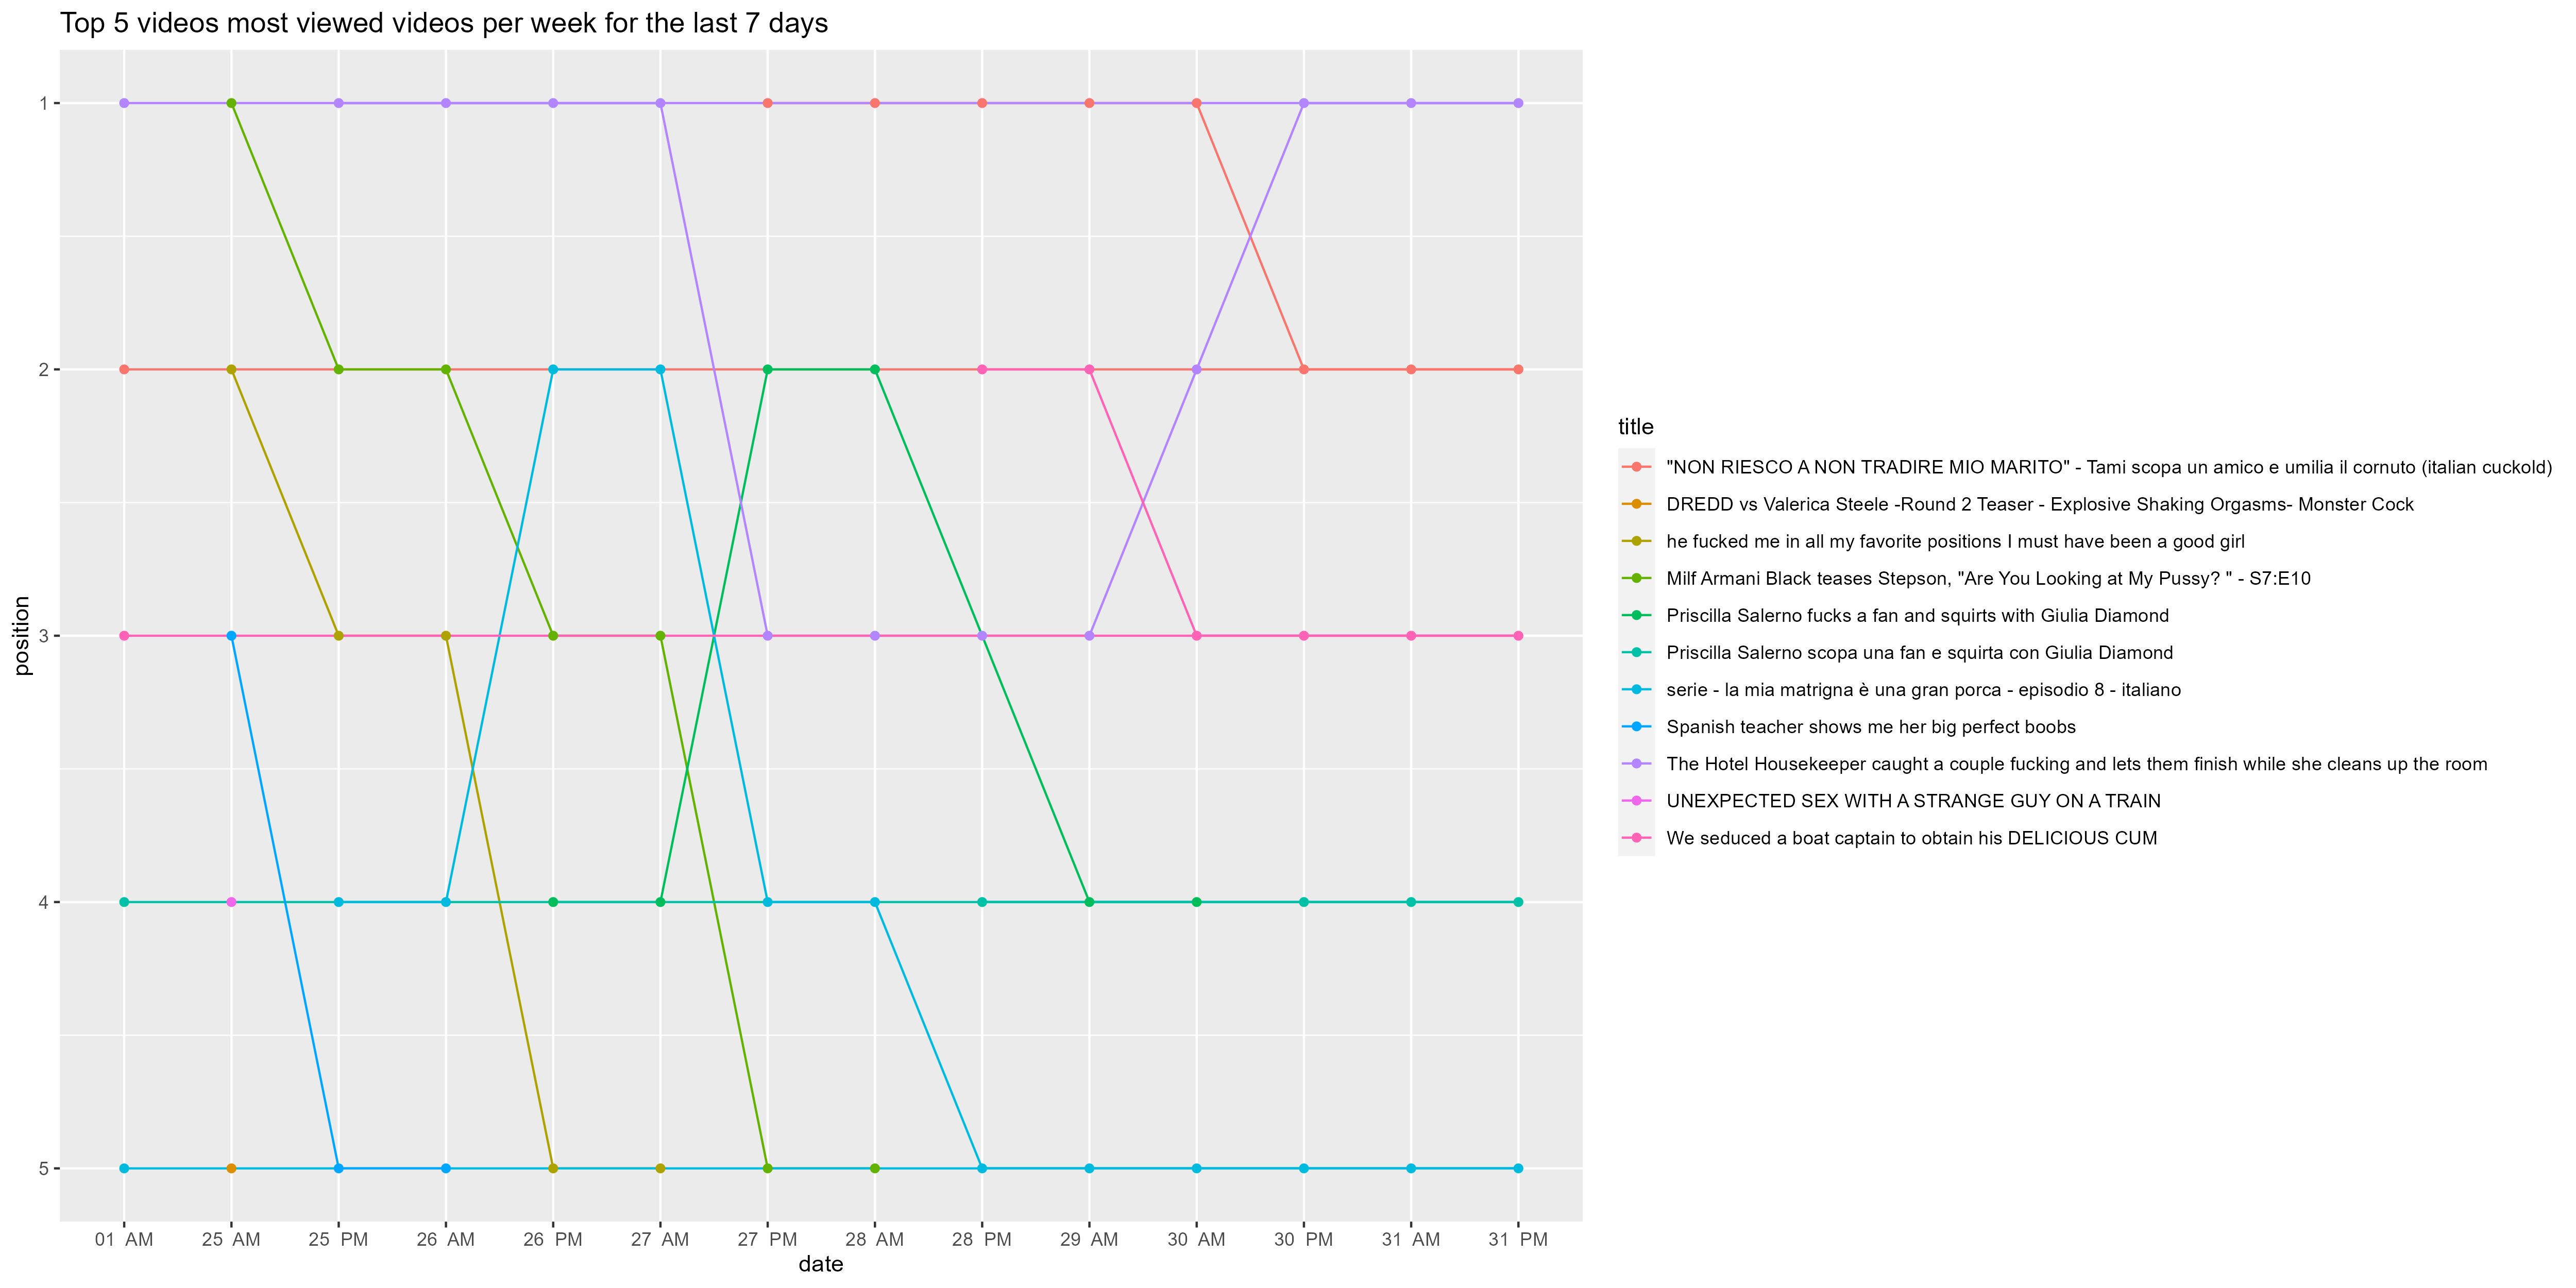 Top 5 videos most viewed videos per week for the last 7 days
position
1
2
3
4
5
01 AM
25 AM
25 PM
26 AM
26 PM
27 AM
27 PM
28 AM
28 PM
29 AM
30 AM
30 PM
31 AM
31 PM
date
title
"NON RIESCO A NON TRADIRE MIO MARITO" - Tami scopa un amico e umilia il cornuto (italian cuckold)
DREDD vs Valerica Steele -Round 2 Teaser - Explosive Shaking Orgasms- Monster Cock
he fucked me in all my favorite positions I must have been a good girl
Milf Armani Black teases Stepson, "Are You Looking at My Pussy? " - S7:E10
Priscilla Salerno fucks a fan and squirts with Giulia Diamond
Priscilla Salerno scopa una fan e squirta con Giulia Diamond
serie - la mia matrigna è una gran porca - episodio 8 - italiano
Spanish teacher shows me her big perfect boobs
The Hotel Housekeeper caught a couple fucking and lets them finish while she cleans up the room
UNEXPECTED SEX WITH A STRANGE GUY ON A TRAIN
We seduced a boat captain to obtain his DELICIOUS CUM